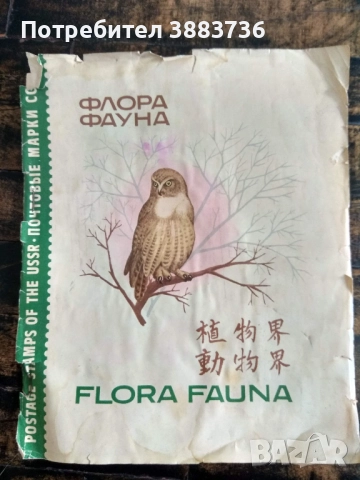 Потребител 3883736
ФЛОРА
ФАУНА
POSTAGE STAMPS OF THE USSR · ПОЧТОВЫЕ МАРКИ СС
植物界
動物界
FLORA FAUNA
BAZAR